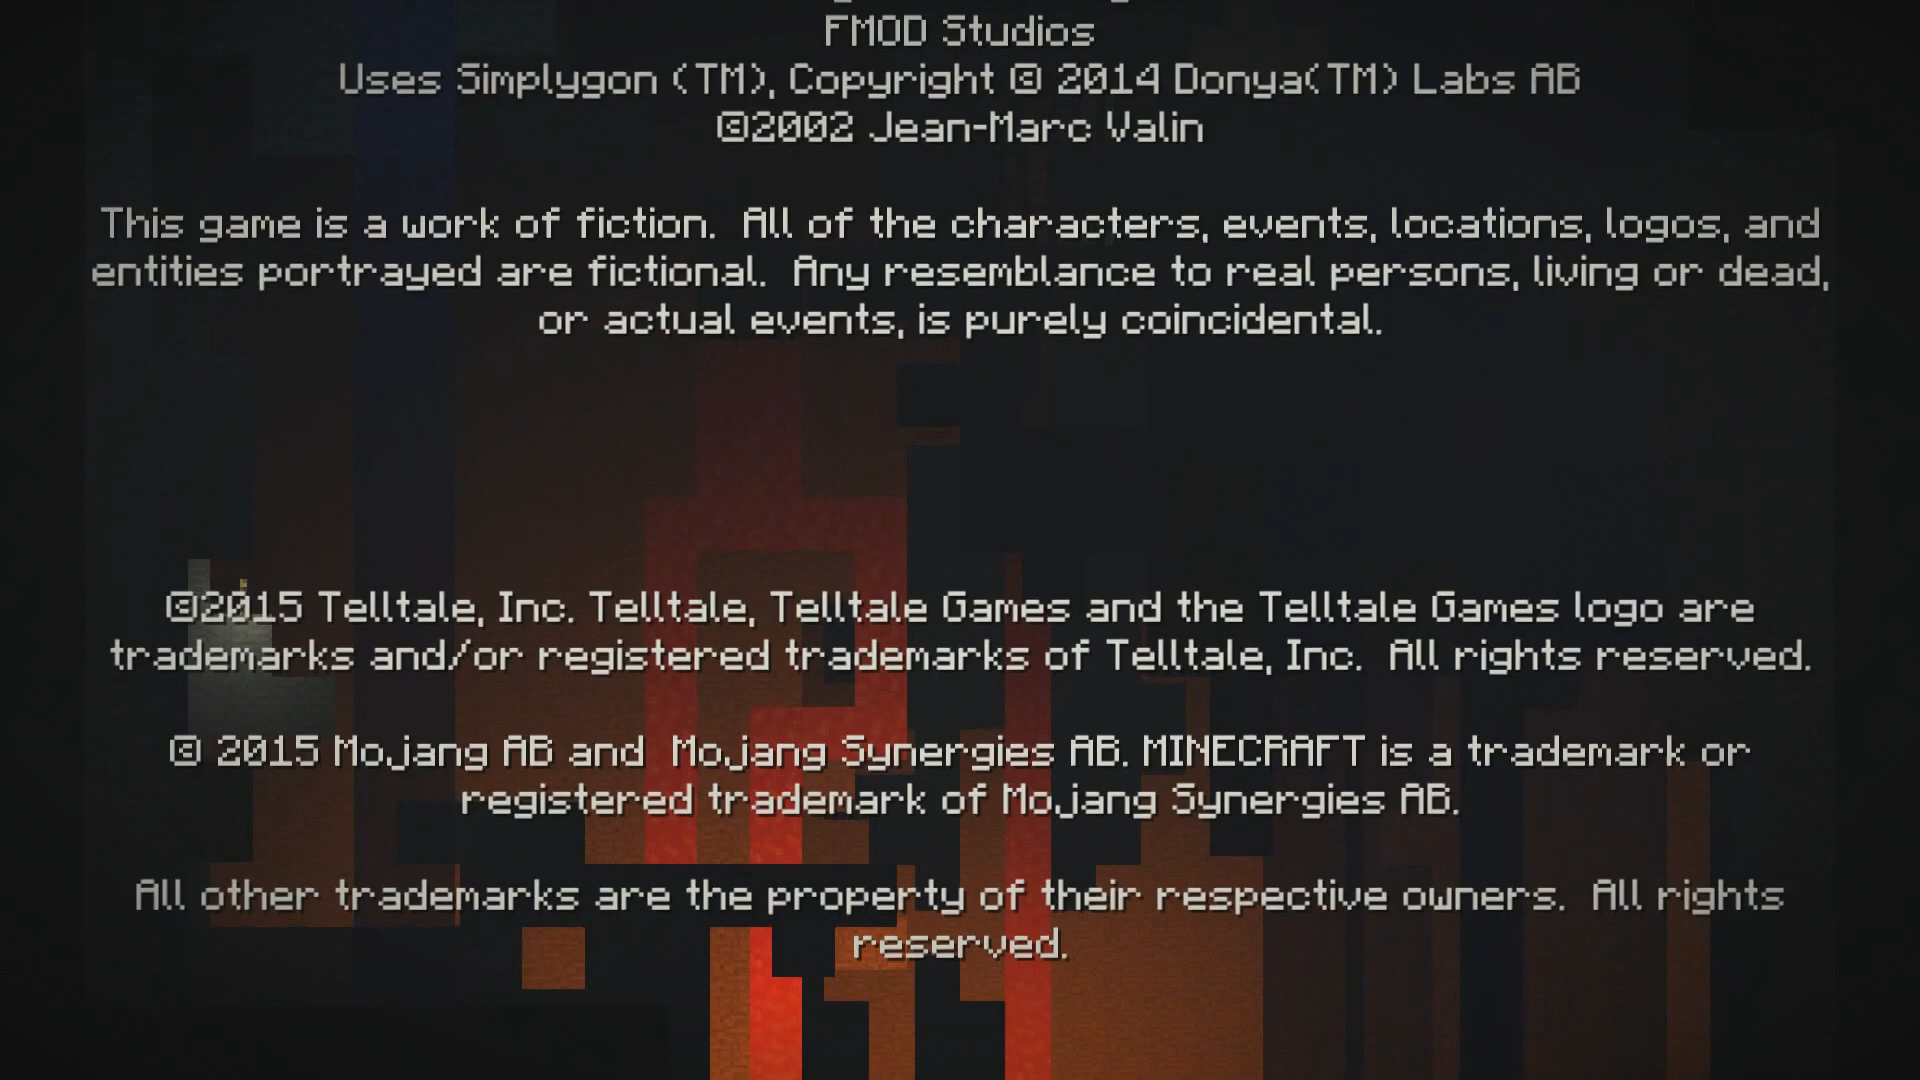 FMOD Studios
Uses Simplygon (TM), Copyright © 2014 Donya(TM) Labs AB
©2002 Jean-Marc Valin
This game is a work of fiction.  All of the characters, events, locations, logos, and
entities portrayed are fictional.  Any resemblance to real persons, living or dead,
or actual events, is purely coincidental.
©2015 Telltale, Inc. Telltale, Telltale Games and the Telltale Games logo are
trademarks and/or registered trademarks of Telltale, Inc.  All rights reserved.
© 2015 Mojang AB and  Mojang Synergies AB. MINECRAFT is a trademark or
registered trademark of Mojang Synergies AB.
All other trademarks are the property of their respective owners.  All rights
reserved.